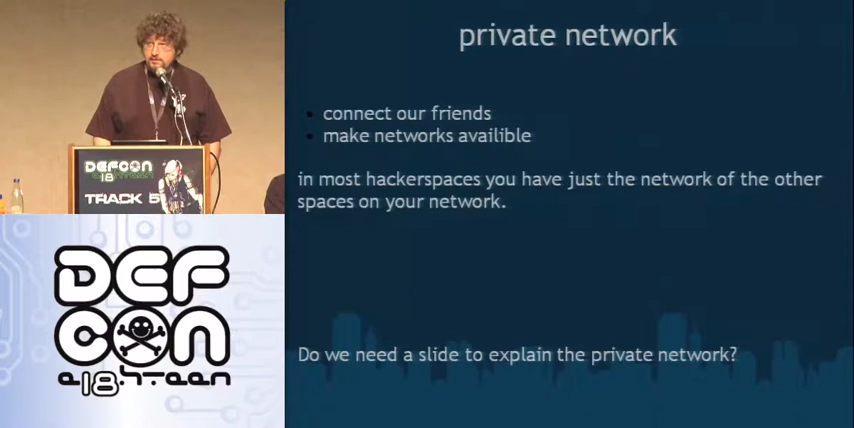 private network
connect our friends
make networks availible
in most hackerspaces you have just the network of the other
spaces on your network.
Do we need a slide to explain the private network?
DEFCON
18
TRACK 5
DEF
CON
e18hteen